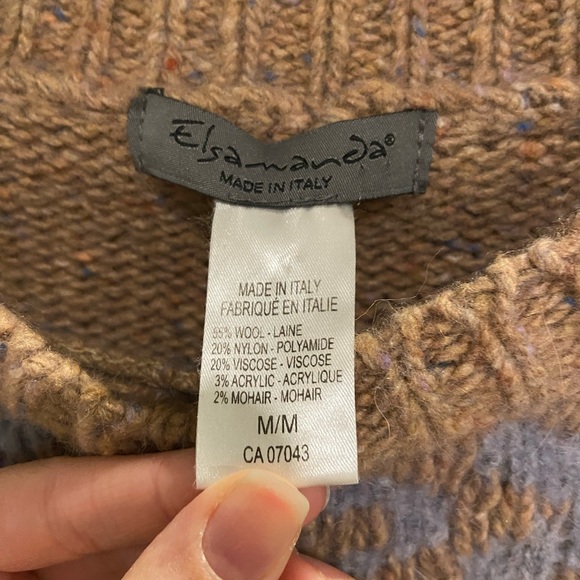 Elsamanda®
MADE IN ITALY
MADE IN ITALY
FABRIQUÉ EN ITALIE
55% WOOL - LAINE
20% NYLON - POLYAMIDE
20% VISCOSE - VISCOSE
3% ACRYLIC - ACRYLIQUE
2% MOHAIR - MOHAIR
M/M
CA 07043